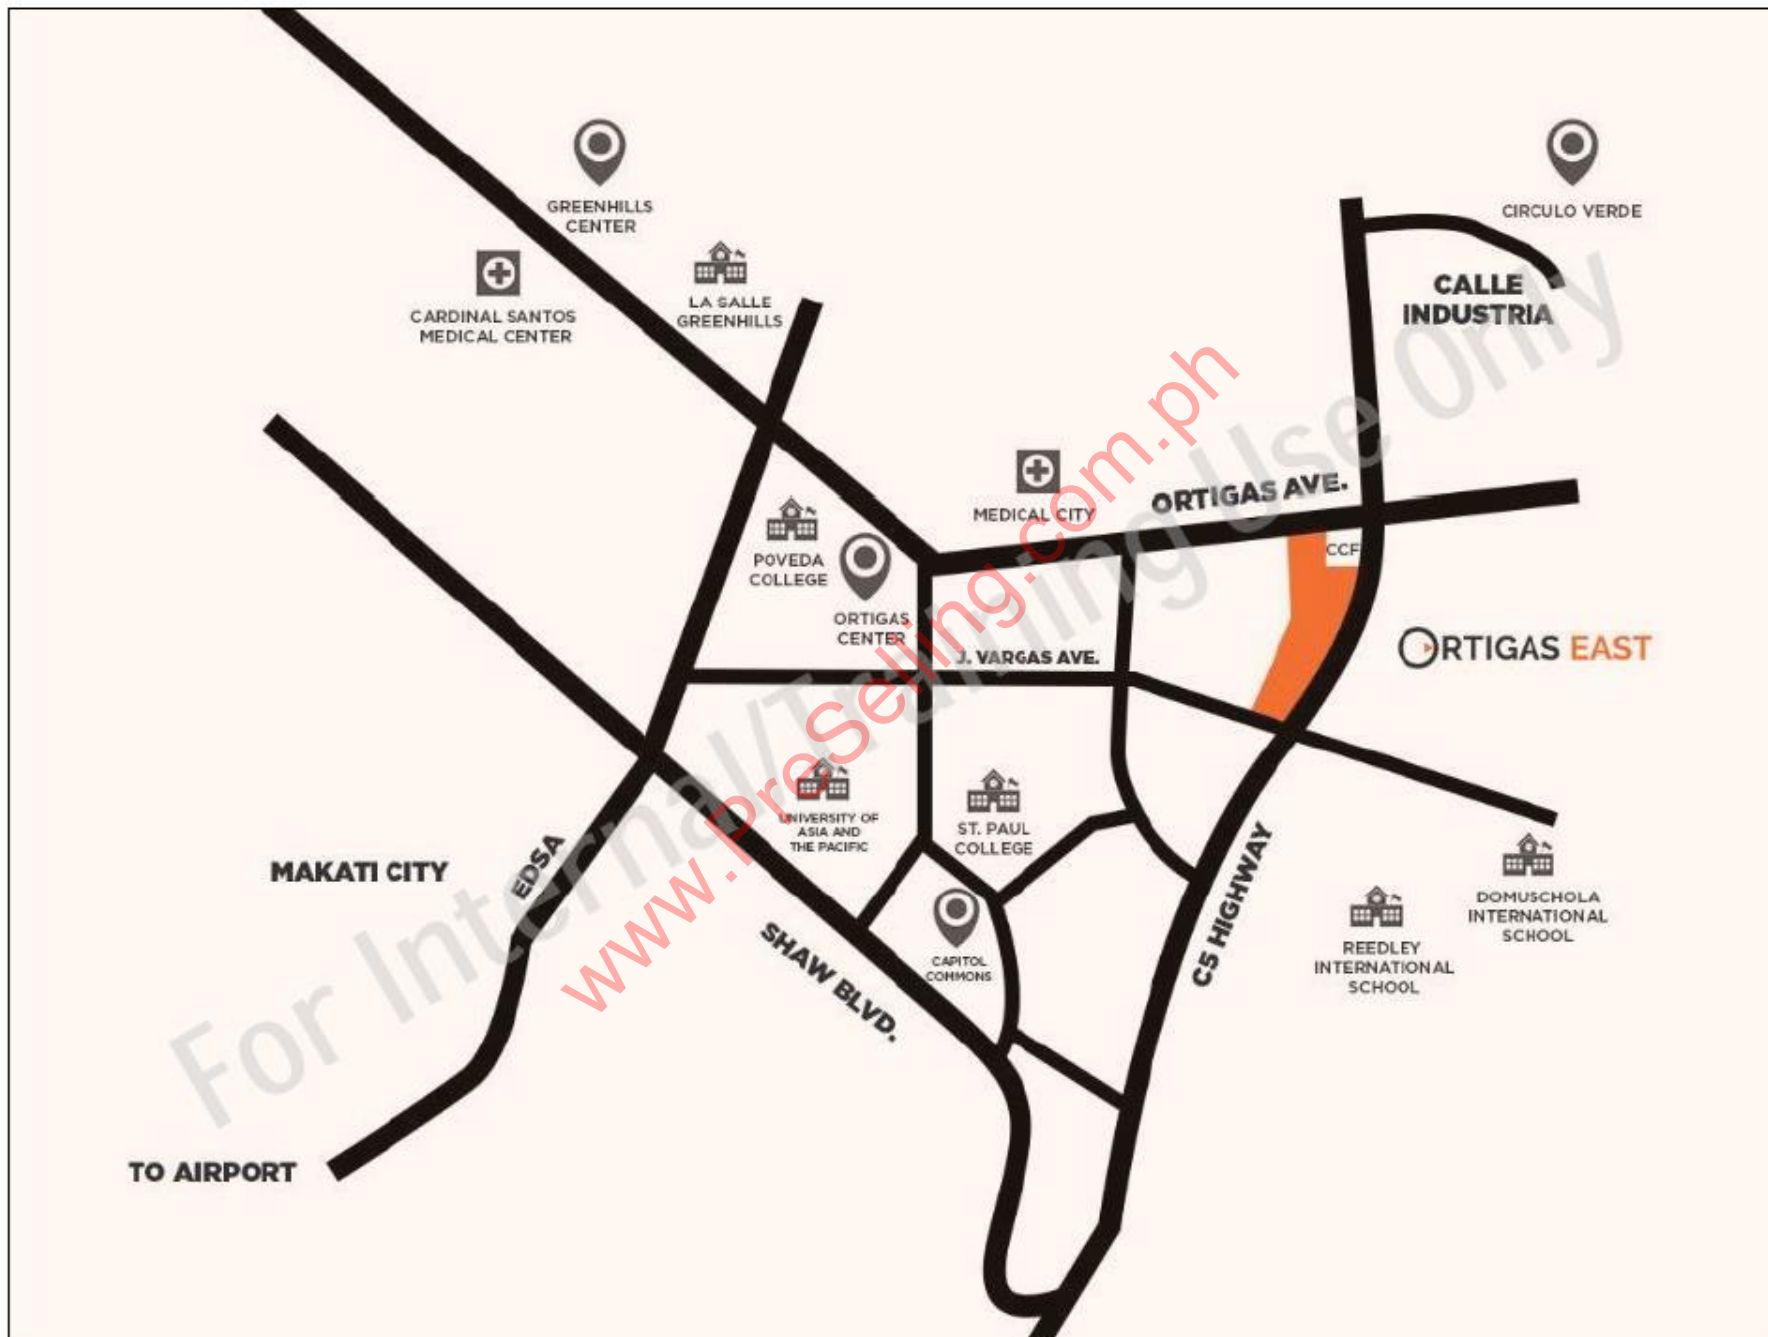 GREENHILLS
CENTER
CIRCULO VERDE
LA SALLE
GREENHILLS
CARDINAL SANTOS
MEDICAL CENTER
CALLE
INDUSTRIA
MEDICAL CITY
ORTIGAS AVE.
CCF
POVEDA
COLLEGE
ORTIGAS
CENTER
J. VARGAS AVE.
ORTIGAS EAST
UNIVERSITY OF
ASIA AND
THE PACIFIC
ST. PAUL
COLLEGE
MAKATI CITY
EDSA
SHAW BLVD.
CAPITOL
COMMONS
C5 HIGHWAY
REEDLEY
INTERNATIONAL
SCHOOL
DOMUSCHOLA
INTERNATIONAL
SCHOOL
TO AIRPORT
For Internal/Training Use Only
www.PreSelling.com.ph